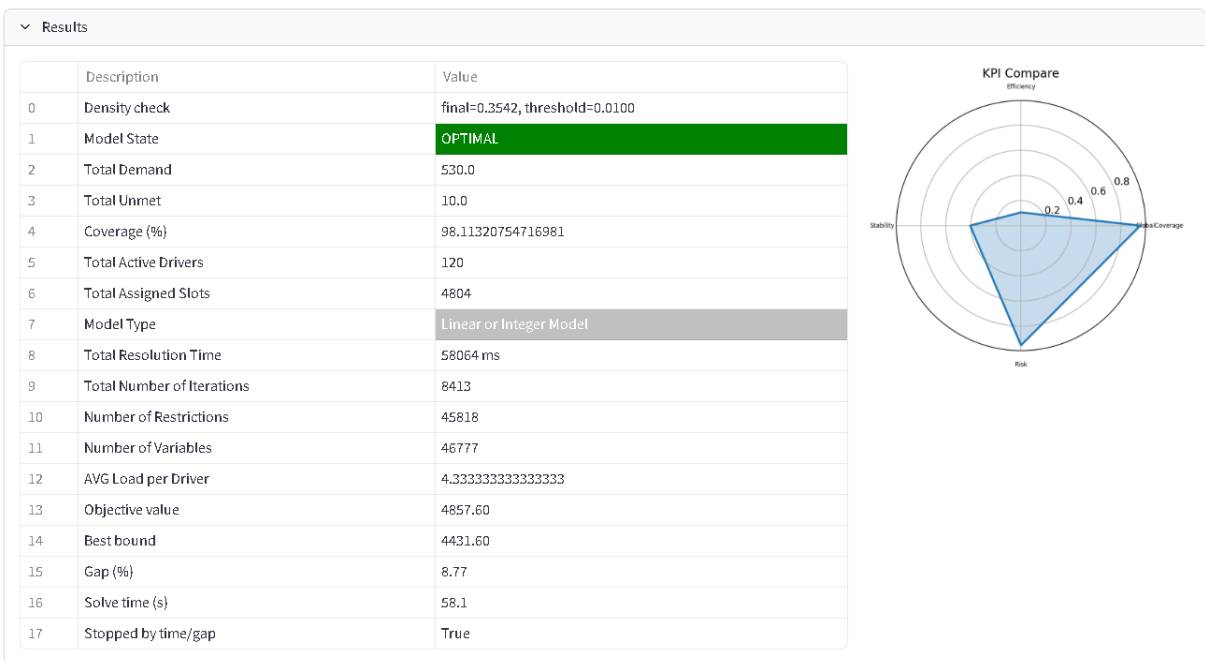 Results
Description Value
0 Density check final=0.3542, threshold=0.0100
1 Model State OPTIMAL
2 Total Demand 530.0
3 Total Unmet 10.0
4 Coverage (%) 98.11320754716981
5 Total Active Drivers 120
6 Total Assigned Slots 4804
7 Model Type Linear or Integer Model
8 Total Resolution Time 58064 ms
9 Total Number of Iterations 8413
10 Number of Restrictions 45818
11 Number of Variables 46777
12 AVG Load per Driver 4.333333333333333
13 Objective value 4857.60
14 Best bound 4431.60
15 Gap (%) 8.77
16 Solve time (s) 58.1
17 Stopped by time/gap True
KPI Compare
Efficiency
0.8
0.6
0.4
0.2
Stability
GlobalCoverage
Risk